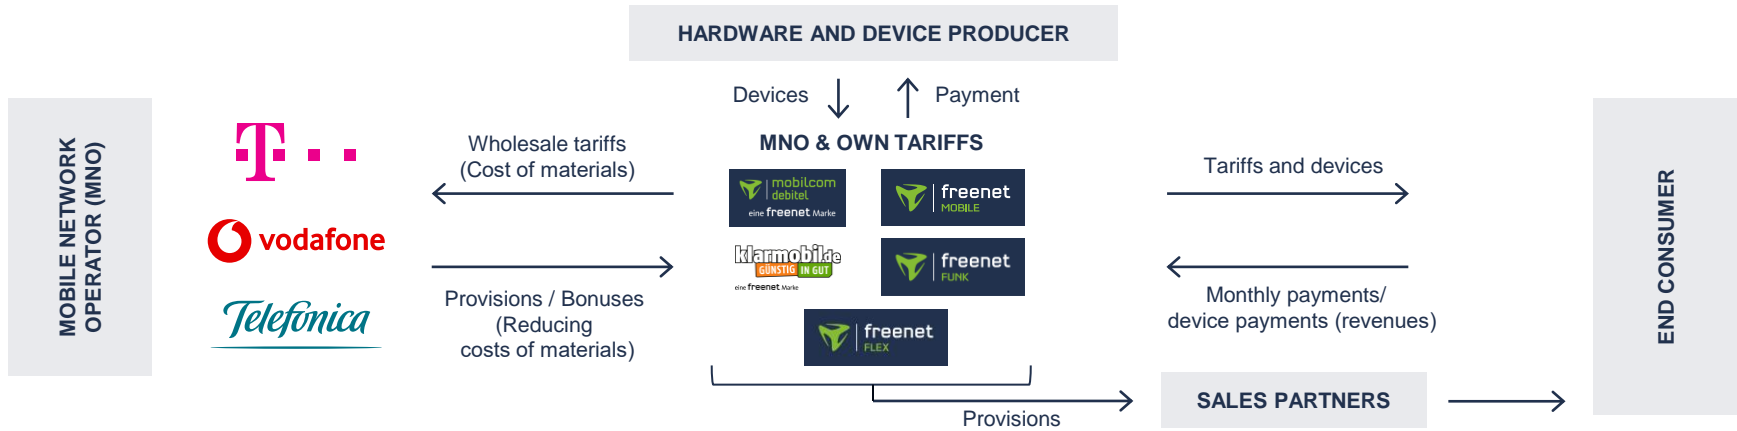 HARDWARE AND DEVICE PRODUCER
Devices
Payment
MNO & OWN TARIFFS
MOBILE NETWORK
OPERATOR (MNO)
T
vodafone
Telefónica
Wholesale tariffs
(Cost of materials)
Provisions / Bonuses
(Reducing
costs of materials)
mobilcom
debitel
eine freenet Marke
freenet
MOBILE
klarmobil.de
GÜNSTIG IN GUT
eine freenet Marke
freenet
FUNK
freenet
FLEX
Tariffs and devices
Monthly payments/
device payments (revenues)
Provisions
SALES PARTNERS
END CONSUMER